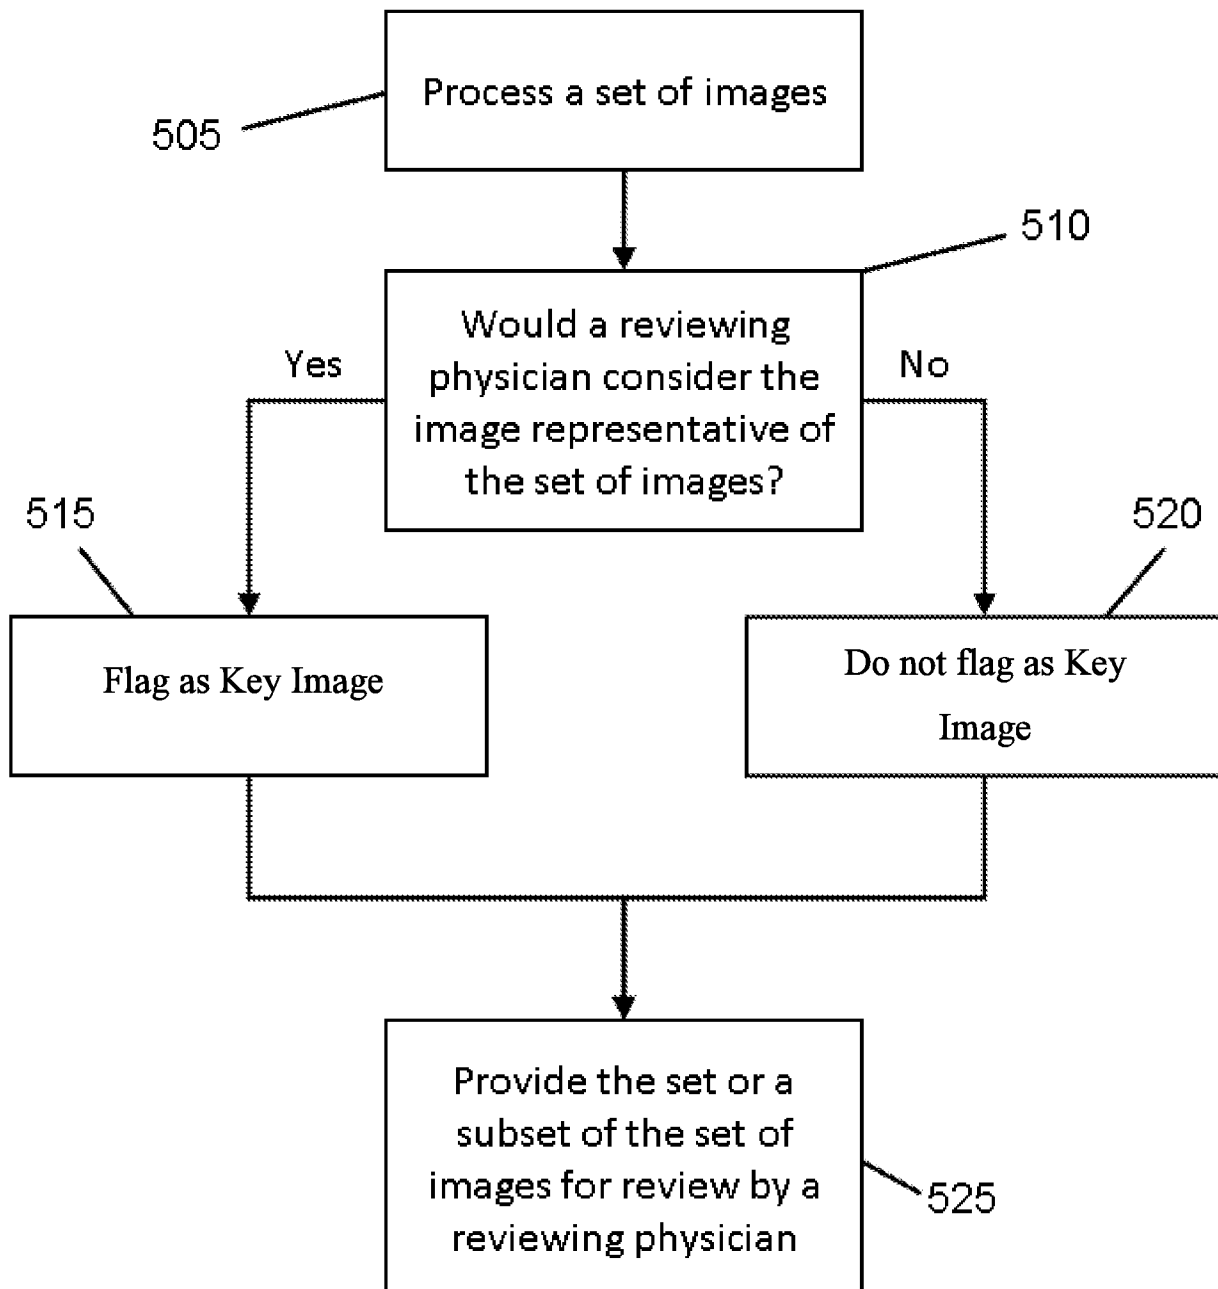 Process a set of images
505
510
Would a reviewing
physician consider the
image representative of
the set of images?
Yes
No
515
520
Flag as Key Image
Do not flag as Key
Image
Provide the set or a
subset of the set of
images for review by a
reviewing physician
525